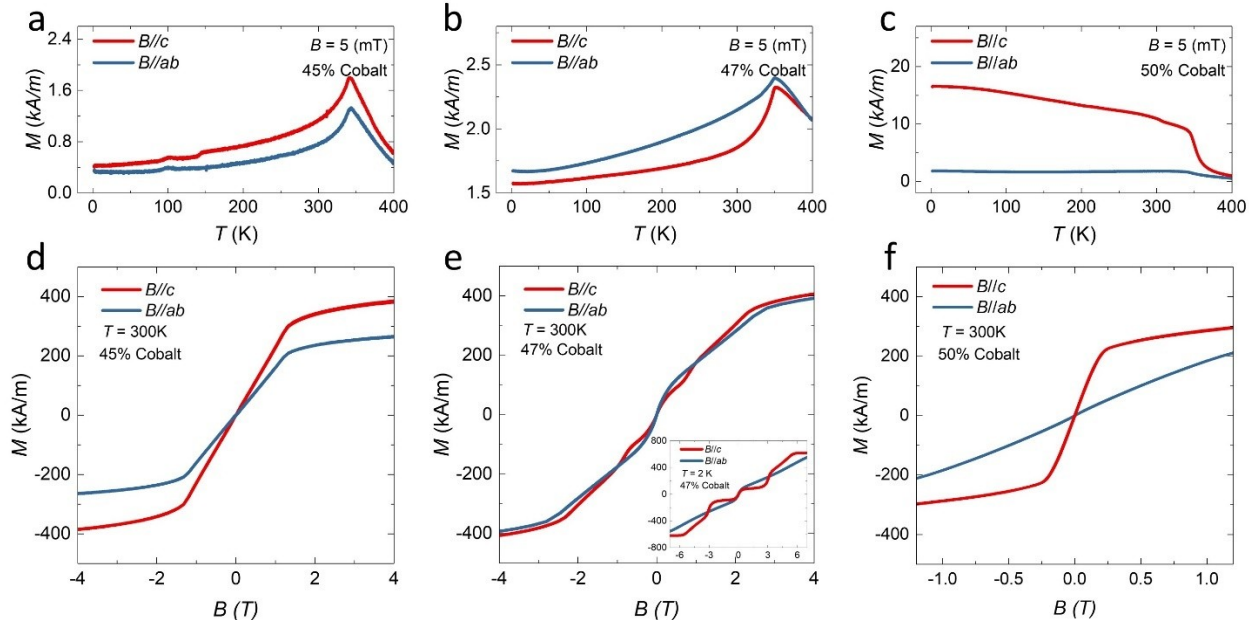 a
2.4
1.8
1.2
0.6
0.0
M (kA/m)
B//c
B//ab
B = 5 (mT)
45% Cobalt
0
100
200
300
400
T (K)
b
2.5
2.0
1.5
M (kA/m)
B//c
B//ab
B = 5 (mT)
47% Cobalt
0
100
200
300
400
T (K)
c
20
10
0
M (kA/m)
B//c
B//ab
B = 5 (mT)
50% Cobalt
0
100
200
300
400
T (K)
d
400
200
0
-200
-400
M (kA/m)
B//c
B//ab
T = 300K
45% Cobalt
-4
-2
0
2
4
B (T)
e
400
200
0
-200
-400
M (kA/m)
B//c
B//ab
T = 300K
47% Cobalt
800
400
0
-400
-800
B//c
B//ab
T = 2 K
47% Cobalt
-6
-3
0
3
6
-4
-2
0
2
4
B (T)
f
400
200
0
-200
-400
M (kA/m)
B//c
B//ab
T = 300K
50% Cobalt
-1.0
-0.5
0.0
0.5
1.0
B (T)